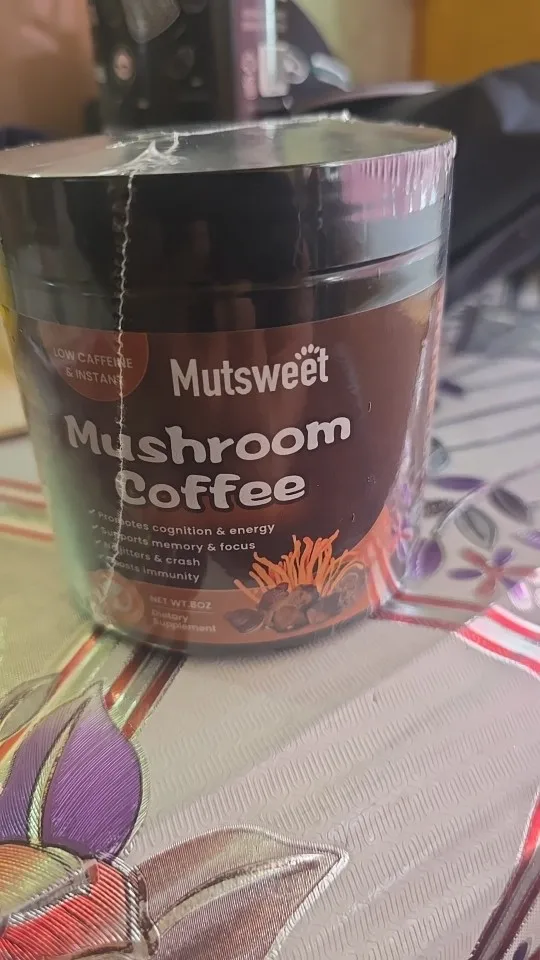 LOW CAFFEINE
& INSTANT
Mutsweet
Mushroom
Coffee
Promotes cognition & energy
Supports memory & focus
jitters & crash
immunity
NET WT.8OZ
Dietary
Supplement